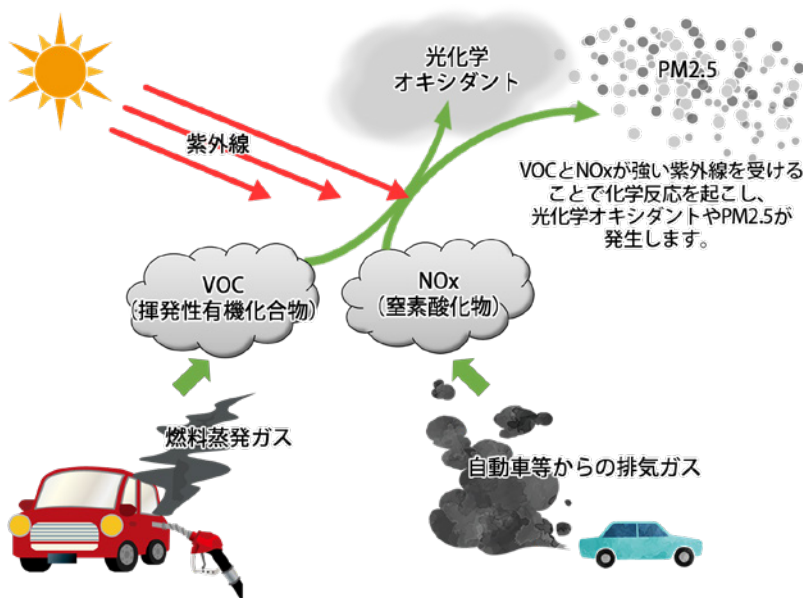 光化学
オキシダント
PM2.5
紫外線
VOCとNOxが強い紫外線を受ける
ことで化学反応を起こし、
光化学オキシダントやPM2.5が
発生します。
VOC
（揮発性有機化合物）
NOx
（窒素酸化物）
燃料蒸発ガス
自動車等からの排気ガス